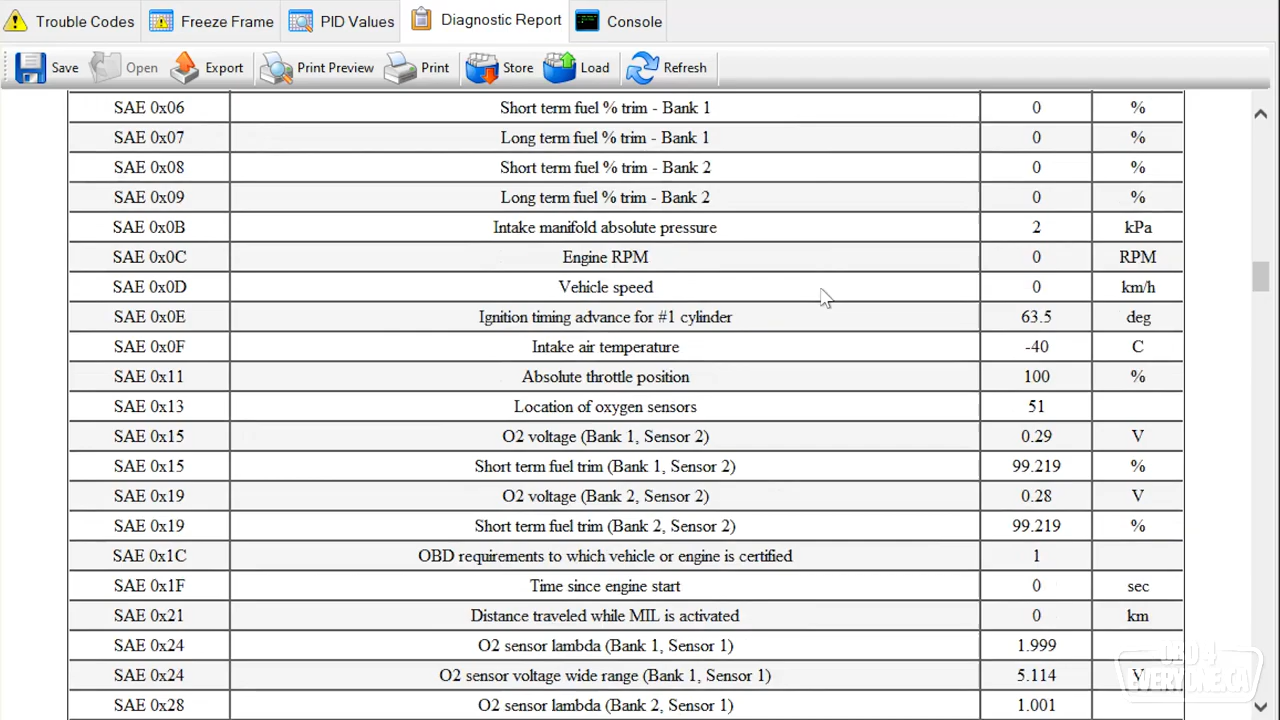 Trouble Codes Freeze Frame PID Values Diagnostic Report Console
Save Open Export Print Preview Print Store Load Refresh
SAE 0x06 Short term fuel % trim - Bank 1 0 %
SAE 0x07 Long term fuel % trim - Bank 1 0 %
SAE 0x08 Short term fuel % trim - Bank 2 0 %
SAE 0x09 Long term fuel % trim - Bank 2 0 %
SAE 0x0B Intake manifold absolute pressure 2 kPa
SAE 0x0C Engine RPM 0 RPM
SAE 0x0D Vehicle speed 0 km/h
SAE 0x0E Ignition timing advance for #1 cylinder 63.5 deg
SAE 0x0F Intake air temperature -40 C
SAE 0x11 Absolute throttle position 100 %
SAE 0x13 Location of oxygen sensors 51
SAE 0x15 O2 voltage (Bank 1, Sensor 2) 0.29 V
SAE 0x15 Short term fuel trim (Bank 1, Sensor 2) 99.219 %
SAE 0x19 O2 voltage (Bank 2, Sensor 2) 0.28 V
SAE 0x19 Short term fuel trim (Bank 2, Sensor 2) 99.219 %
SAE 0x1C OBD requirements to which vehicle or engine is certified 1
SAE 0x1F Time since engine start 0 sec
SAE 0x21 Distance traveled while MIL is activated 0 km
SAE 0x24 O2 sensor lambda (Bank 1, Sensor 1) 1.999
SAE 0x24 O2 sensor voltage wide range (Bank 1, Sensor 1) 5.114 V
SAE 0x28 O2 sensor lambda (Bank 2, Sensor 1) 1.001
EVERYONE.CA